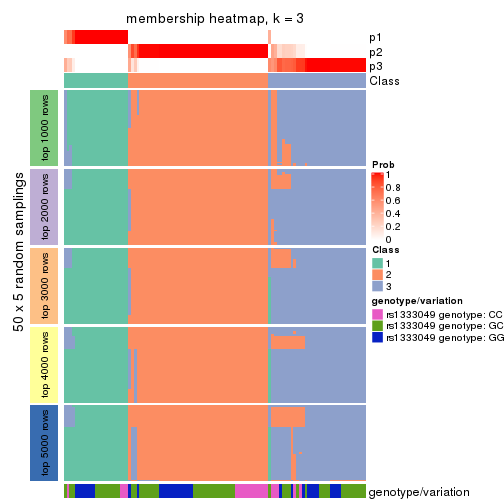 membership heatmap, k = 3
p1
p2
p3
Class
50 x 5 random samplings
top 1000 rows
top 2000 rows
top 3000 rows
top 4000 rows
top 5000 rows
Prob
1
0.8
0.6
0.4
0.2
0
Class
1
2
3
genotype/variation
rs1333049 genotype: CC
rs1333049 genotype: GC
rs1333049 genotype: GG
genotype/variation